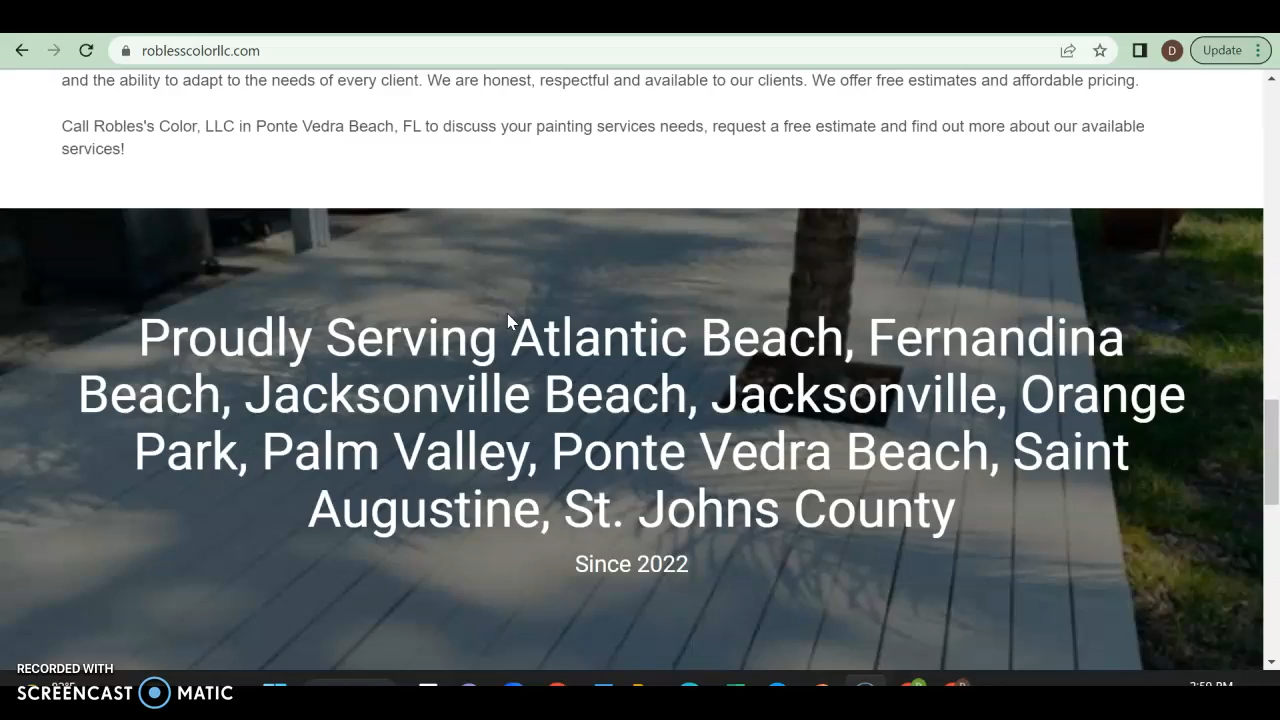 roblesscolorllc.com
D
Update
and the ability to adapt to the needs of every client. We are honest, respectful and available to our clients. We offer free estimates and affordable pricing.
Call Robles's Color, LLC in Ponte Vedra Beach, FL to discuss your painting services needs, request a free estimate and find out more about our available
services!
Proudly Serving Atlantic Beach, Fernandina
Beach, Jacksonville Beach, Jacksonville, Orange
Park, Palm Valley, Ponte Vedra Beach, Saint
Augustine, St. Johns County
Since 2022
RECORDED WITH
SCREENCAST MATIC